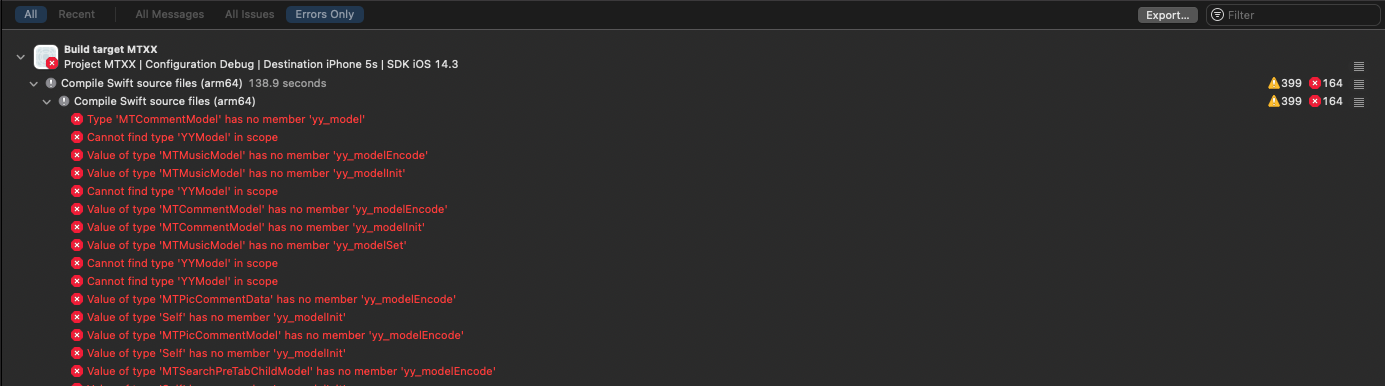 All Recent All Messages All Issues Errors Only Export... Filter
Build target MTXX
Project MTXX | Configuration Debug | Destination iPhone 5s | SDK iOS 14.3
Compile Swift source files (arm64) 138.9 seconds 399 164
Compile Swift source files (arm64) 399 164
Type 'MTCommentModel' has no member 'yy_model'
Cannot find type 'YYModel' in scope
Value of type 'MTMusicModel' has no member 'yy_modelEncode'
Value of type 'MTMusicModel' has no member 'yy_modelInit'
Cannot find type 'YYModel' in scope
Value of type 'MTCommentModel' has no member 'yy_modelEncode'
Value of type 'MTCommentModel' has no member 'yy_modelInit'
Value of type 'MTMusicModel' has no member 'yy_modelSet'
Cannot find type 'YYModel' in scope
Cannot find type 'YYModel' in scope
Value of type 'MTPicCommentData' has no member 'yy_modelEncode'
Value of type 'Self' has no member 'yy_modelInit'
Value of type 'MTPicCommentModel' has no member 'yy_modelEncode'
Value of type 'Self' has no member 'yy_modelInit'
Value of type 'MTSearchPreTabChildModel' has no member 'yy_modelEncode'